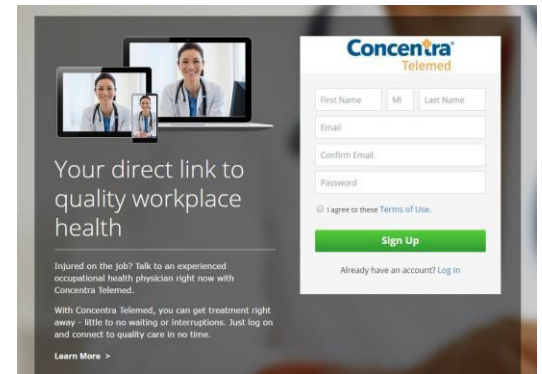 Your direct link to
quality workplace
health
Injured on the job? Talk to an experienced
occupational health physician right now with
Concentra Telemed.
With Concentra Telemed, you can get treatment right
away - little to no waiting or interruptions. Just log on
and connect to quality care in no time.
Learn More >
Concentra®
Telemed
First Name MI Last Name
Email
Confirm Email
Password
I agree to these Terms of Use.
Sign Up
Already have an account? Log In